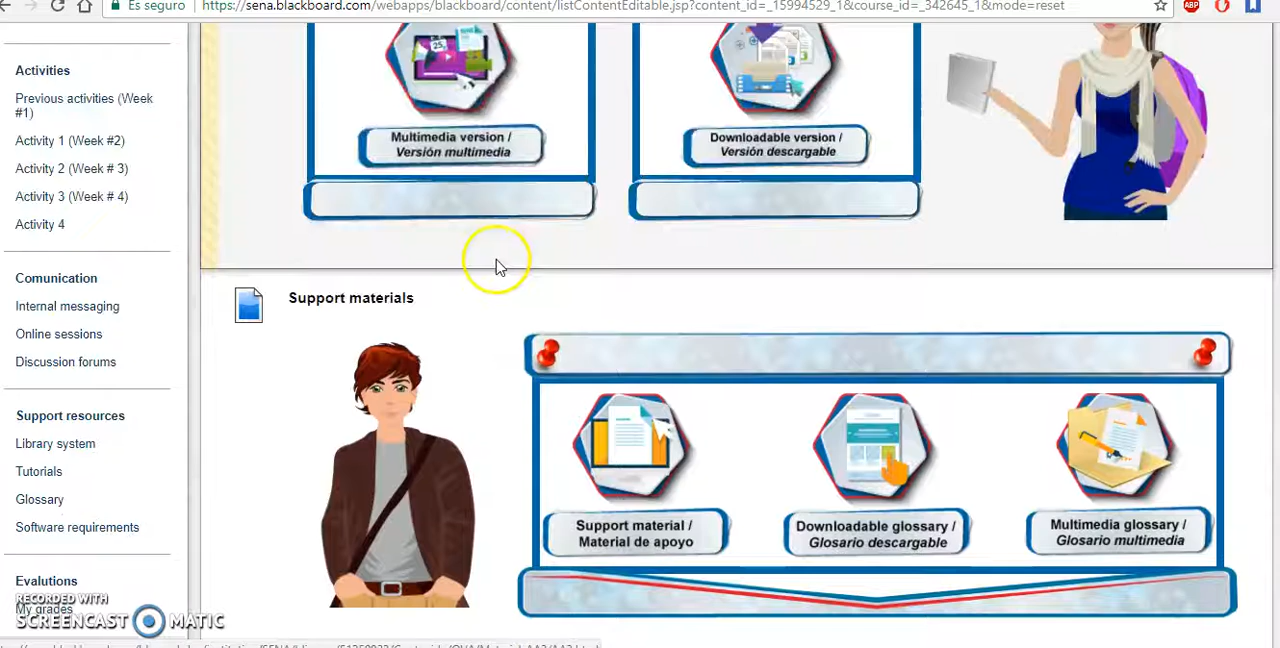 Es seguro
https://sena.blackboard.com/webapps/blackboard/content/listContentEditable.jsp?content_id=_15994529_1&course_id=_342645_1&mode=reset
ABP
Activities
Previous activities (Week
#1)
Activity 1 (Week #2)
Activity 2 (Week # 3)
Activity 3 (Week # 4)
Activity 4
Comunication
Internal messaging
Online sessions
Discussion forums
Support resources
Library system
Tutorials
Glossary
Software requirements
Evalutions
My grades
RECORDED WITH
SCREENCAST MATIC
Multimedia version /
Versión multimedia
Downloadable version /
Versión descargable
Support materials
Support material /
Material de apoyo
Downloadable glossary /
Glosario descargable
Multimedia glossary /
Glosario multimedia